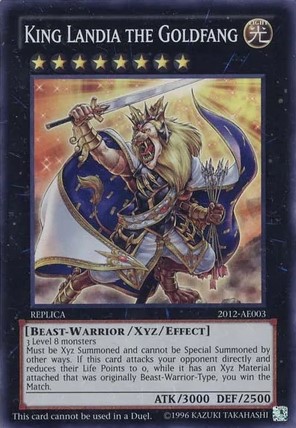 KING LANDIA THE GOLDFANG
LIGHT
光
REPLICA 2012-AE003
[BEAST-WARRIOR/XYZ/EFFECT]
3 Level 8 monsters
Must be Xyz Summoned and cannot be Special Summoned by other ways. If this card attacks your opponent directly and reduces their Life Points to 0, while it has an Xyz Material attached that was originally Beast-Warrior-Type, you win the Match.
ATK/3000 DEF/2500
This card cannot be used in a Duel. ©1996 KAZUKI TAKAHASHI